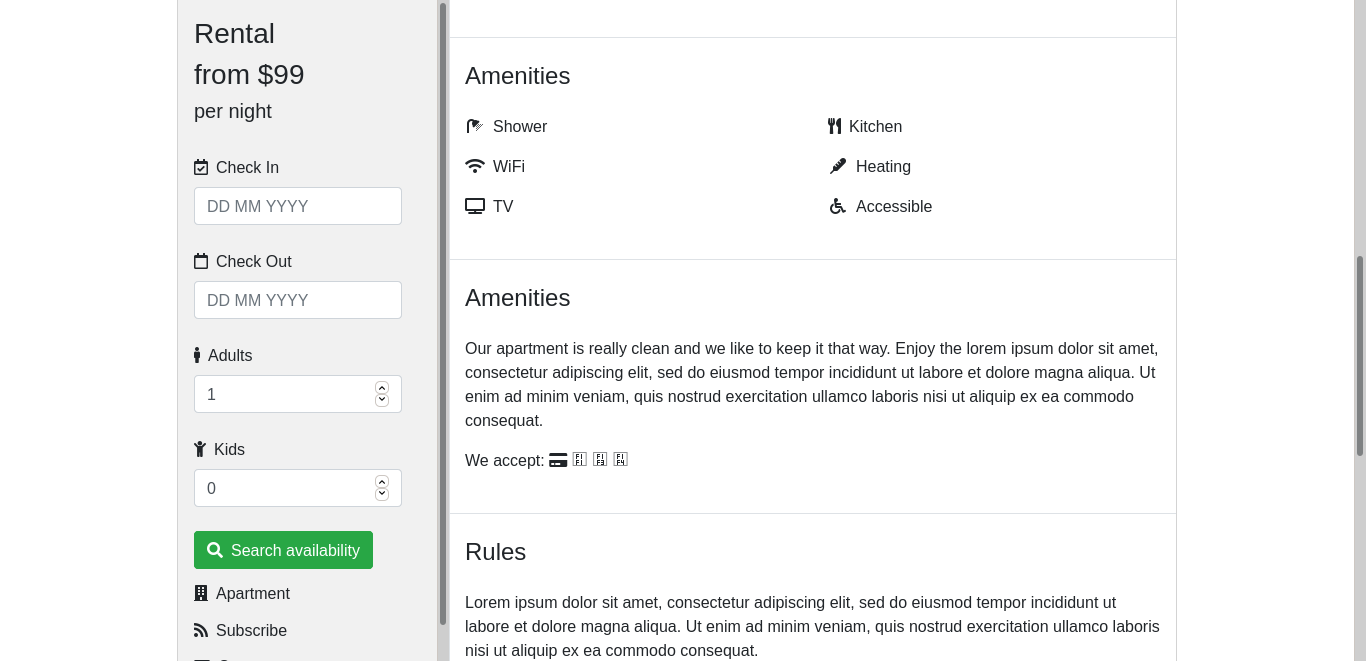 Rental
from $99
per night
Check In
DD MM YYYY
Check Out
DD MM YYYY
Adults
1
Kids
0
Search availability
Apartment
Subscribe
Amenities
Shower
Kitchen
WiFi
Heating
TV
Accessible
Amenities
Our apartment is really clean and we like to keep it that way. Enjoy the lorem ipsum dolor sit amet,
consectetur adipiscing elit, sed do eiusmod tempor incididunt ut labore et dolore magna aliqua. Ut
enim ad minim veniam, quis nostrud exercitation ullamco laboris nisi ut aliquip ex ea commodo
consequat.
We accept:
Rules
Lorem ipsum dolor sit amet, consectetur adipiscing elit, sed do eiusmod tempor incididunt ut
labore et dolore magna aliqua. Ut enim ad minim veniam, quis nostrud exercitation ullamco laboris
nisi ut aliquip ex ea commodo consequat.